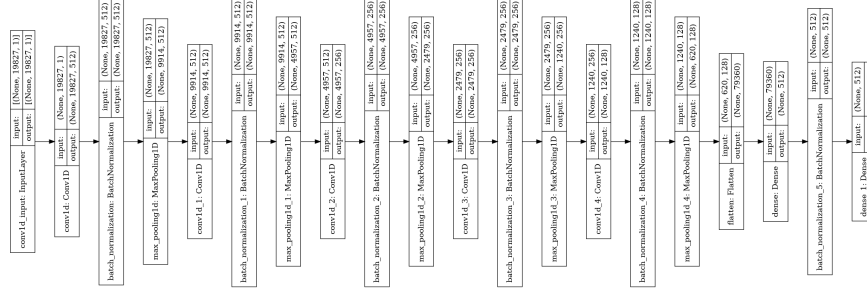 conv1d_input: InputLayer
input:
output:
[(None, 19827, 1)]
[(None, 19827, 1)]
conv1d: Conv1D
input:
output:
(None, 19827, 1)
(None, 19827, 512)
batch_normalization: BatchNormalization
input:
output:
(None, 19827, 512)
(None, 19827, 512)
max_pooling1d: MaxPooling1D
input:
output:
(None, 19827, 512)
(None, 9914, 512)
conv1d_1: Conv1D
input:
output:
(None, 9914, 512)
(None, 9914, 512)
batch_normalization_1: BatchNormalization
input:
output:
(None, 9914, 512)
(None, 9914, 512)
max_pooling1d_1: MaxPooling1D
input:
output:
(None, 9914, 512)
(None, 4957, 512)
conv1d_2: Conv1D
input:
output:
(None, 4957, 512)
(None, 4957, 256)
batch_normalization_2: BatchNormalization
input:
output:
(None, 4957, 256)
(None, 4957, 256)
max_pooling1d_2: MaxPooling1D
input:
output:
(None, 4957, 256)
(None, 2479, 256)
conv1d_3: Conv1D
input:
output:
(None, 2479, 256)
(None, 2479, 256)
batch_normalization_3: BatchNormalization
input:
output:
(None, 2479, 256)
(None, 2479, 256)
max_pooling1d_3: MaxPooling1D
input:
output:
(None, 2479, 256)
(None, 1240, 256)
conv1d_4: Conv1D
input:
output:
(None, 1240, 256)
(None, 1240, 128)
batch_normalization_4: BatchNormalization
input:
output:
(None, 1240, 128)
(None, 1240, 128)
max_pooling1d_4: MaxPooling1D
input:
output:
(None, 1240, 128)
(None, 620, 128)
flatten: Flatten
input:
output:
(None, 620, 128)
(None, 79360)
dense: Dense
input:
output:
(None, 79360)
(None, 512)
batch_normalization_5: BatchNormalization
input:
output:
(None, 512)
(None, 512)
dense_1: Dense
input:
(None, 512)